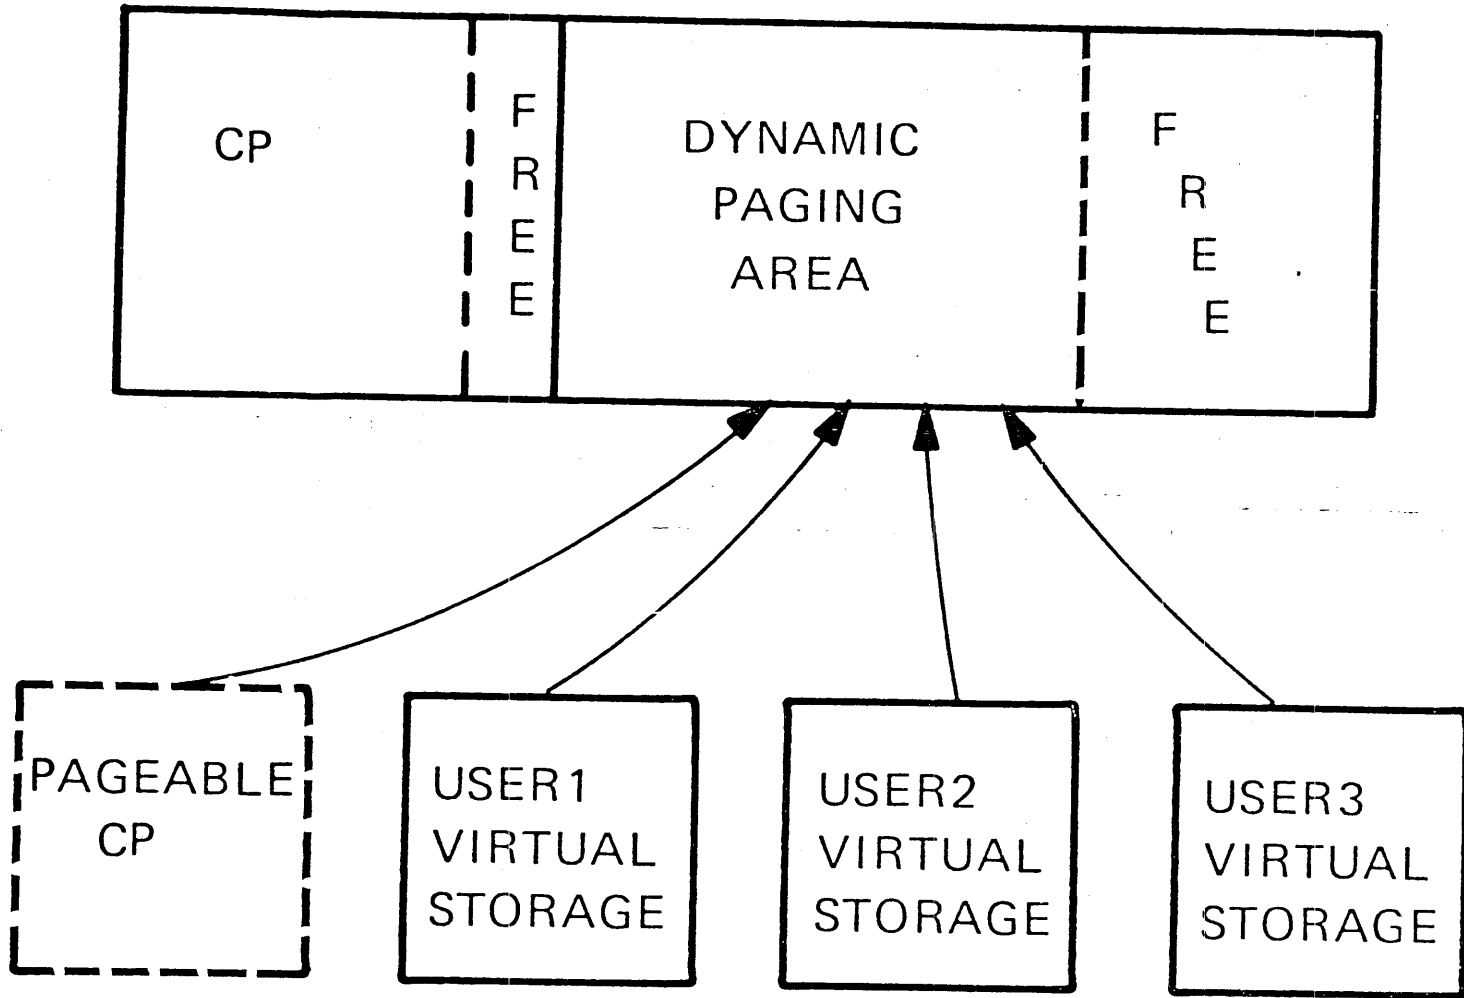 CP
F
R
E
E
DYNAMIC
PAGING
AREA
F
R
E
E
PAGEABLE
CP
USER1
VIRTUAL
STORAGE
USER2
VIRTUAL
STORAGE
USER3
VIRTUAL
STORAGE